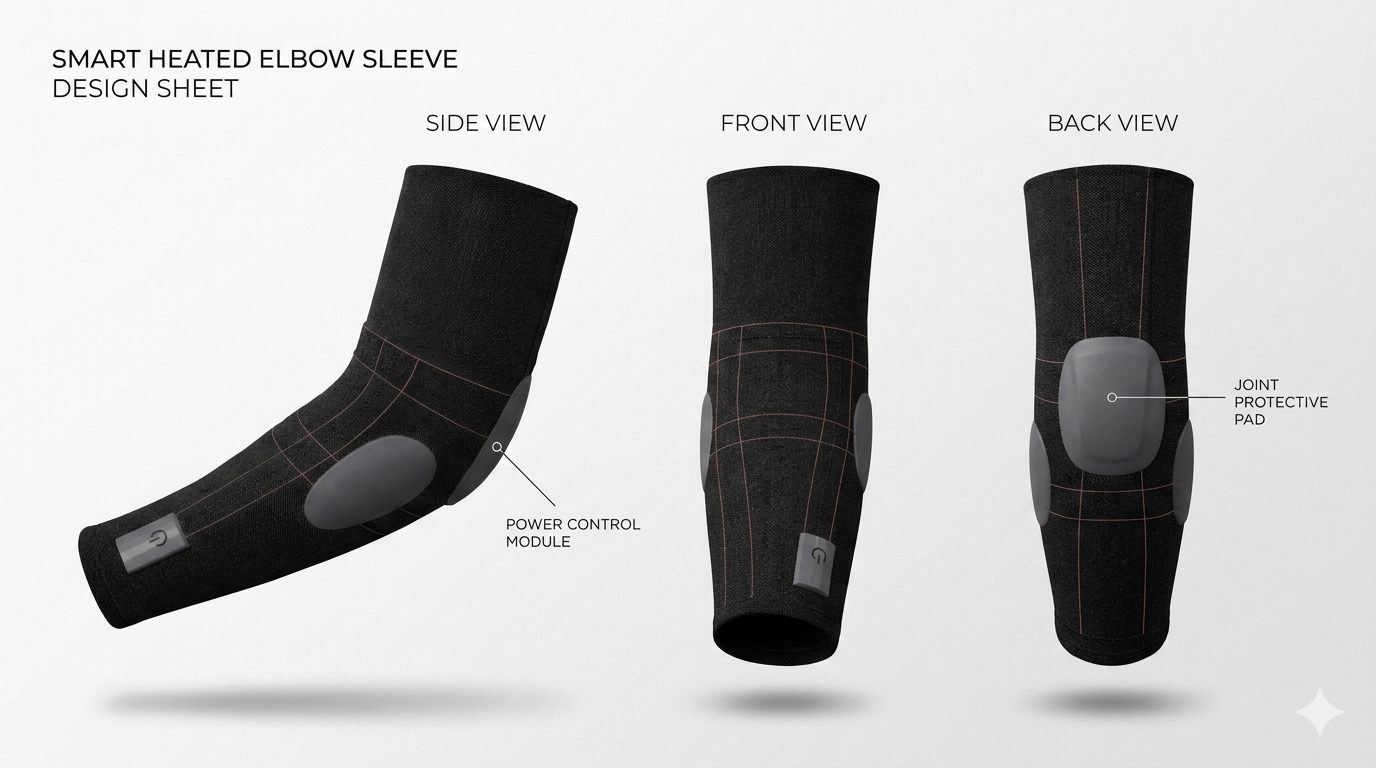 SMART HEATED ELBOW SLEEVE
DESIGN SHEET
SIDE VIEW
FRONT VIEW
BACK VIEW
POWER CONTROL
MODULE
JOINT
PROTECTIVE
PAD